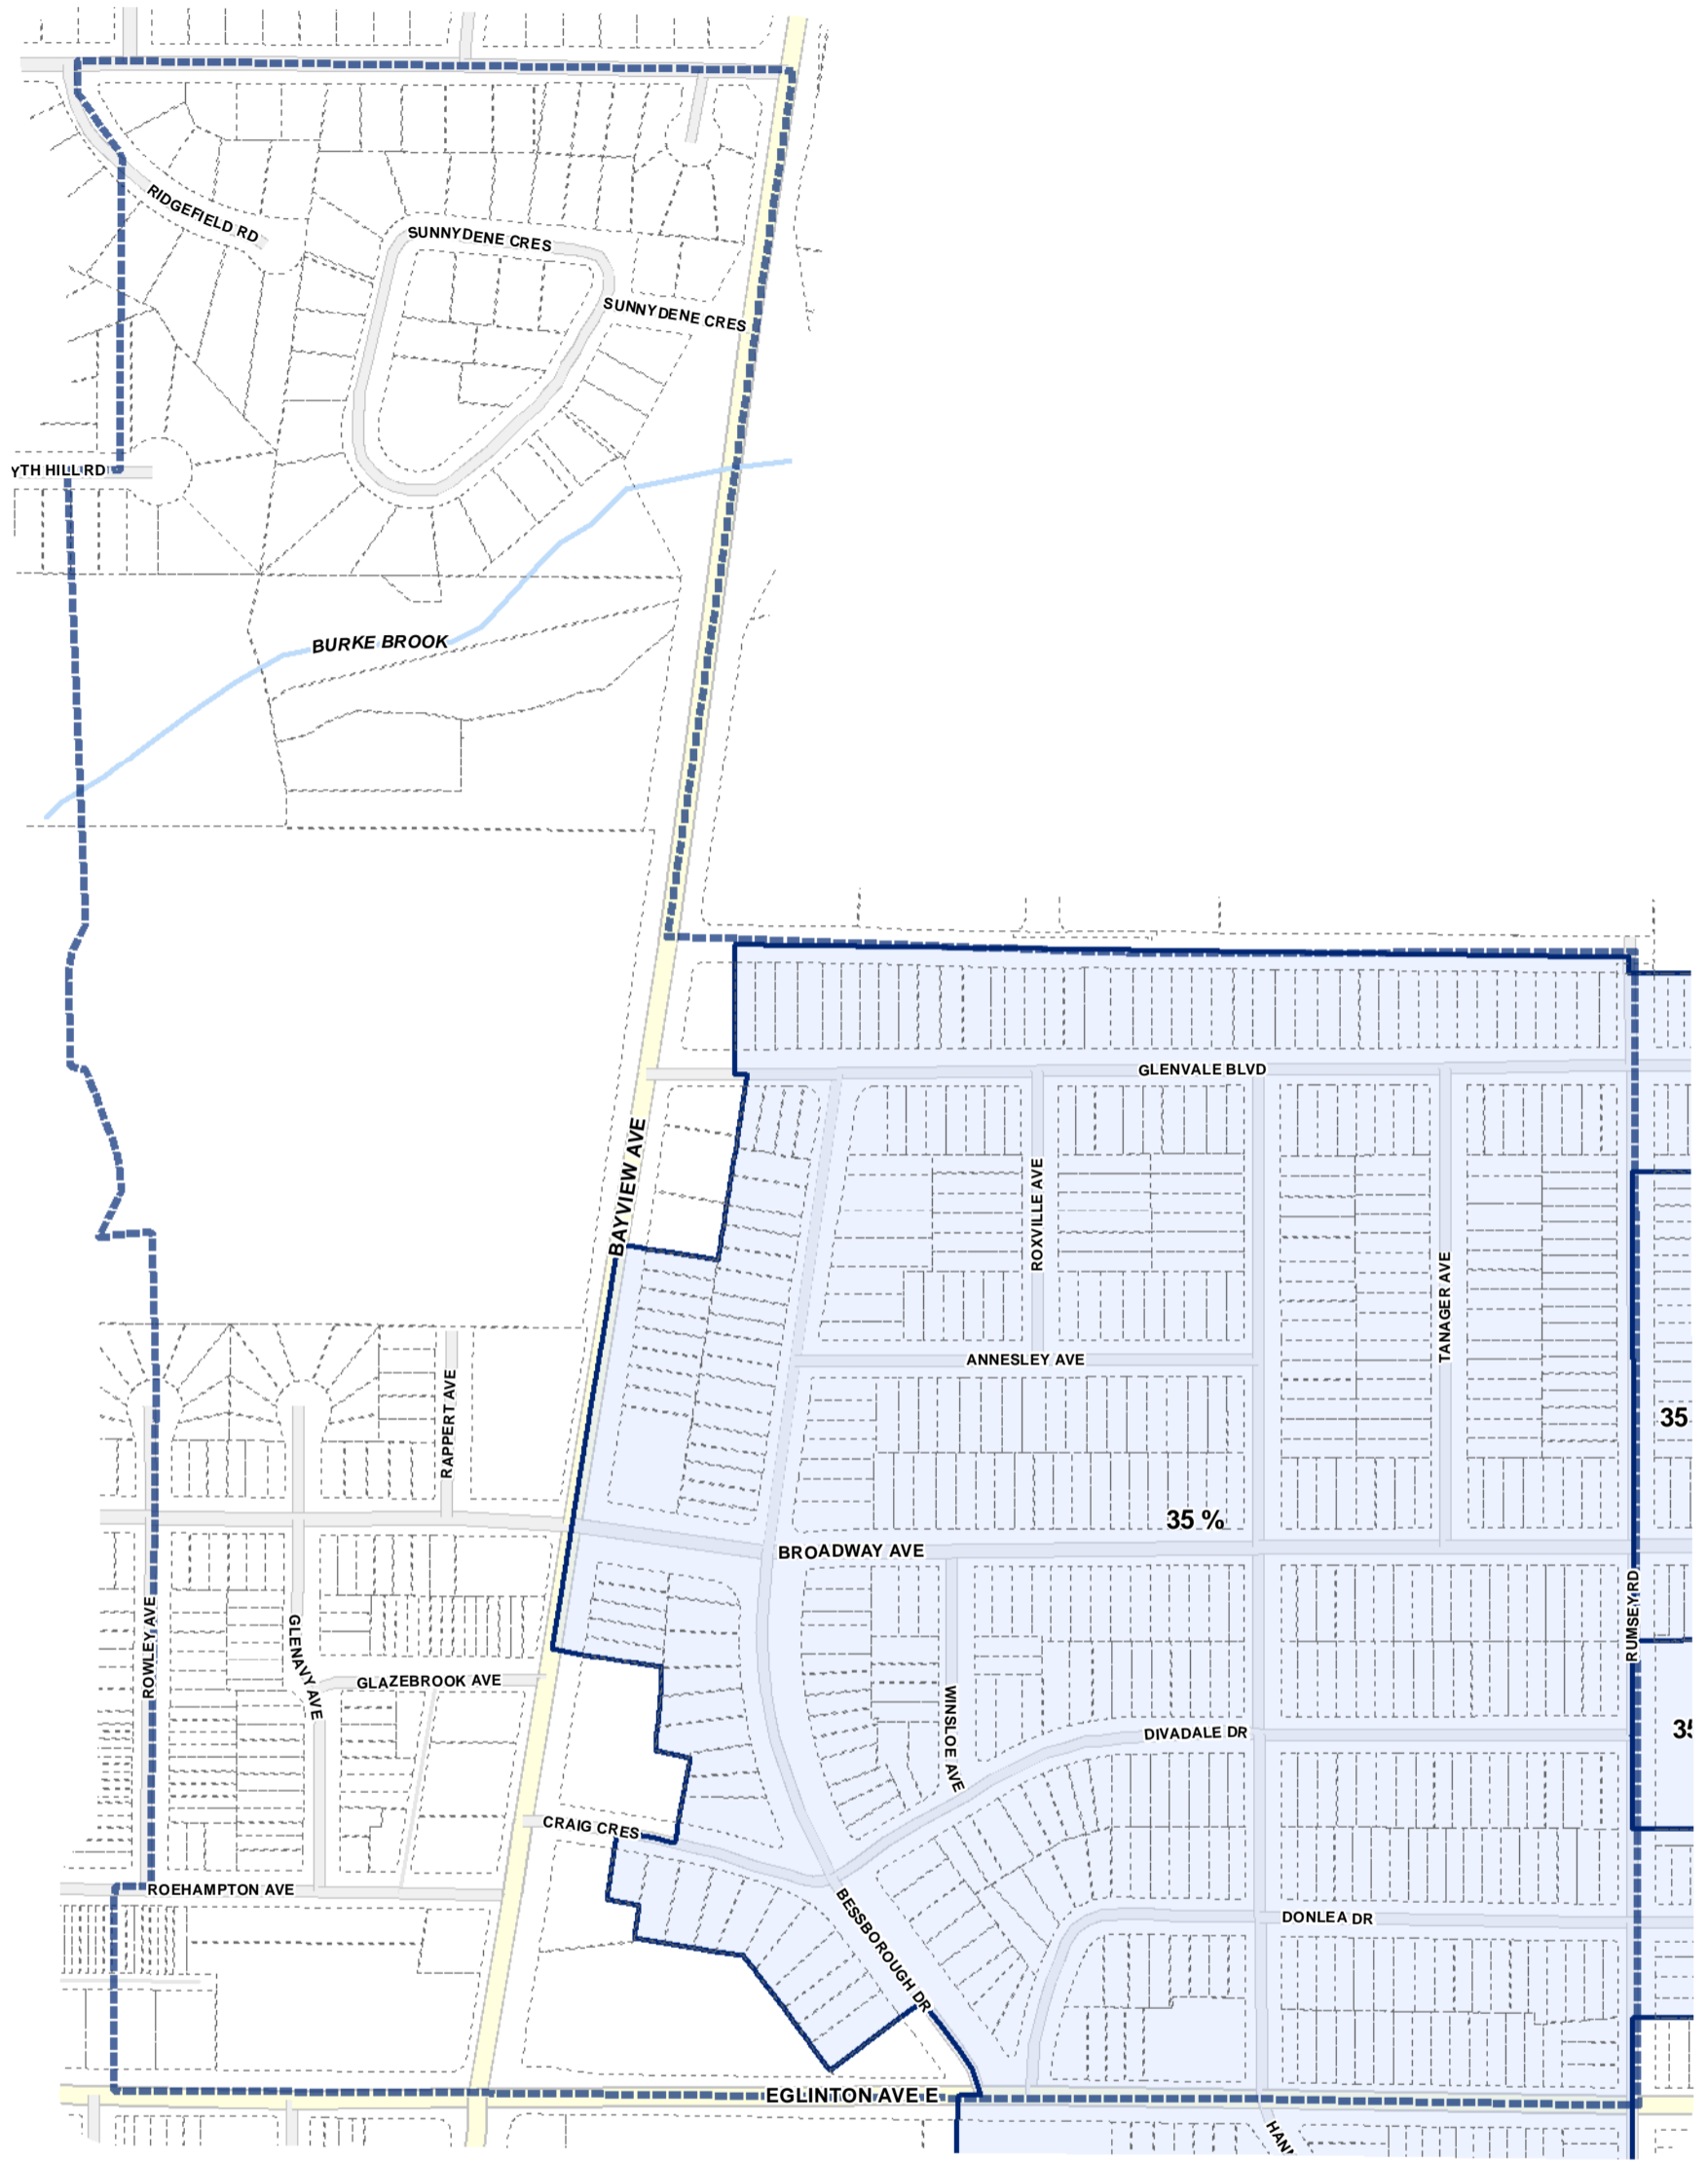 RIDGEFIELD RD
SUNNYDENE CRES
SUNNYDENE CRES
YTH HILL RD
BURKE BROOK
GLENVALE BLVD
BAYVIEW AVE
ROXVILLE AVE
TANAGER AVE
ANNESLEY AVE
RAPPERT AVE
35
35 %
BROADWAY AVE
RUMSEY RD
ROWLEY AVE
GLENAVY AVE
GLAZEBROOK AVE
WINSLOE AVE
DIVADALE DR
35
CRAIG CRES
ROEHAMPTON AVE
BESSBOROUGH DR
DONLEA DR
EGLINTON AVE E
HAN